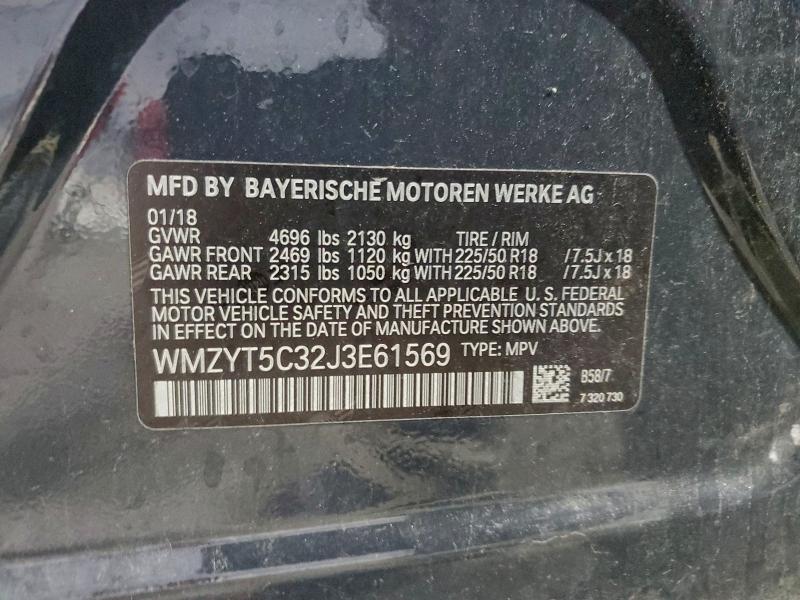 MFD BY BAYERISCHE MOTOREN WERKE AG
01/18
GVWR 4696 lbs 2130 kg TIRE / RIM
GAWR FRONT 2469 lbs 1120 kg WITH 225/50 R18 / 7.5J x 18
GAWR REAR 2315 lbs 1050 kg WITH 225/50 R18 / 7.5J x 18
THIS VEHICLE CONFORMS TO ALL APPLICABLE U. S. FEDERAL
MOTOR VEHICLE SAFETY AND THEFT PREVENTION STANDARDS
IN EFFECT ON THE DATE OF MANUFACTURE SHOWN ABOVE.
WMZYT5C32J3E61569 TYPE: MPV
B58/7
7 320 730